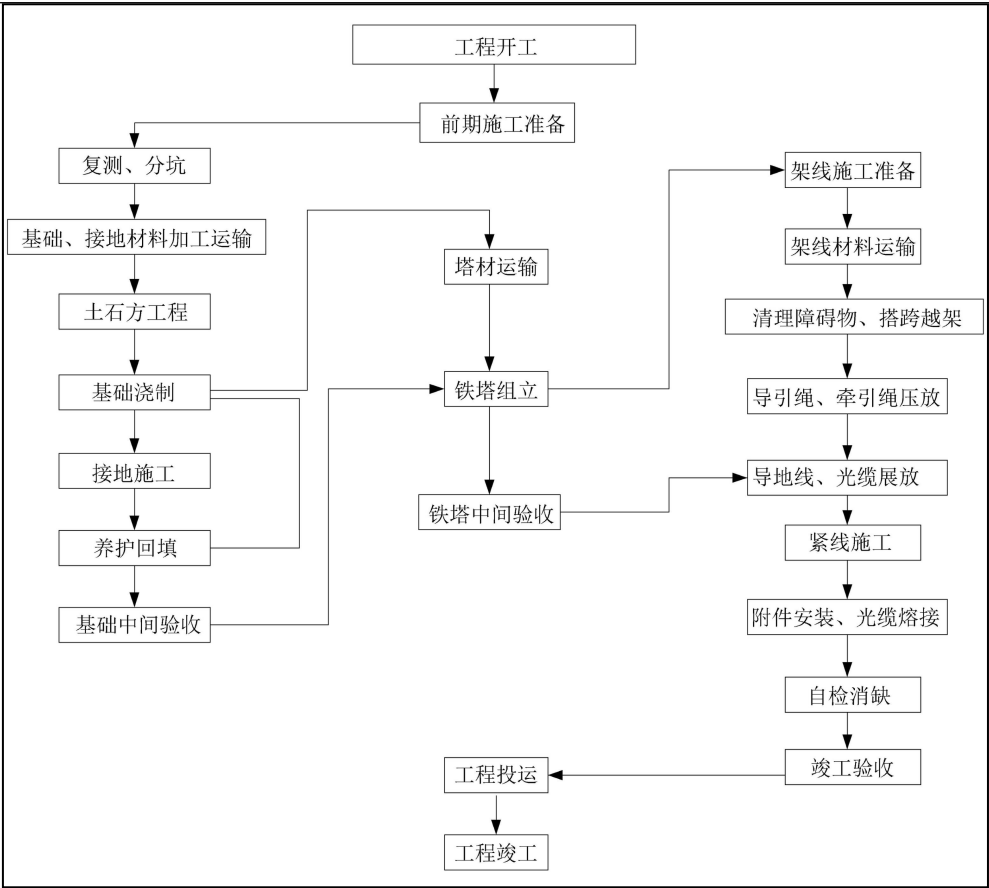 工程开工
前期施工准备
复测、分坑
基础、接地材料加工运输
土石方工程
基础浇制
接地施工
养护回填
基础中间验收
塔材运输
铁塔组立
铁塔中间验收
架线施工准备
架线材料运输
清理障碍物、搭跨越架
导引绳、牵引绳压放
导地线、光缆展放
紧线施工
附件安装、光缆熔接
自检消缺
竣工验收
工程投运
工程竣工